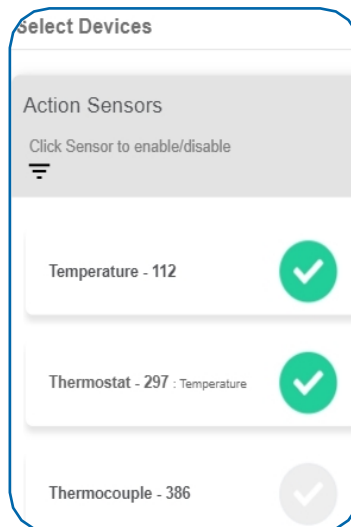 Select Devices
Action Sensors
Click Sensor to enable/disable
Temperature - 112
Thermostat - 297 : Temperature
Thermocouple - 386